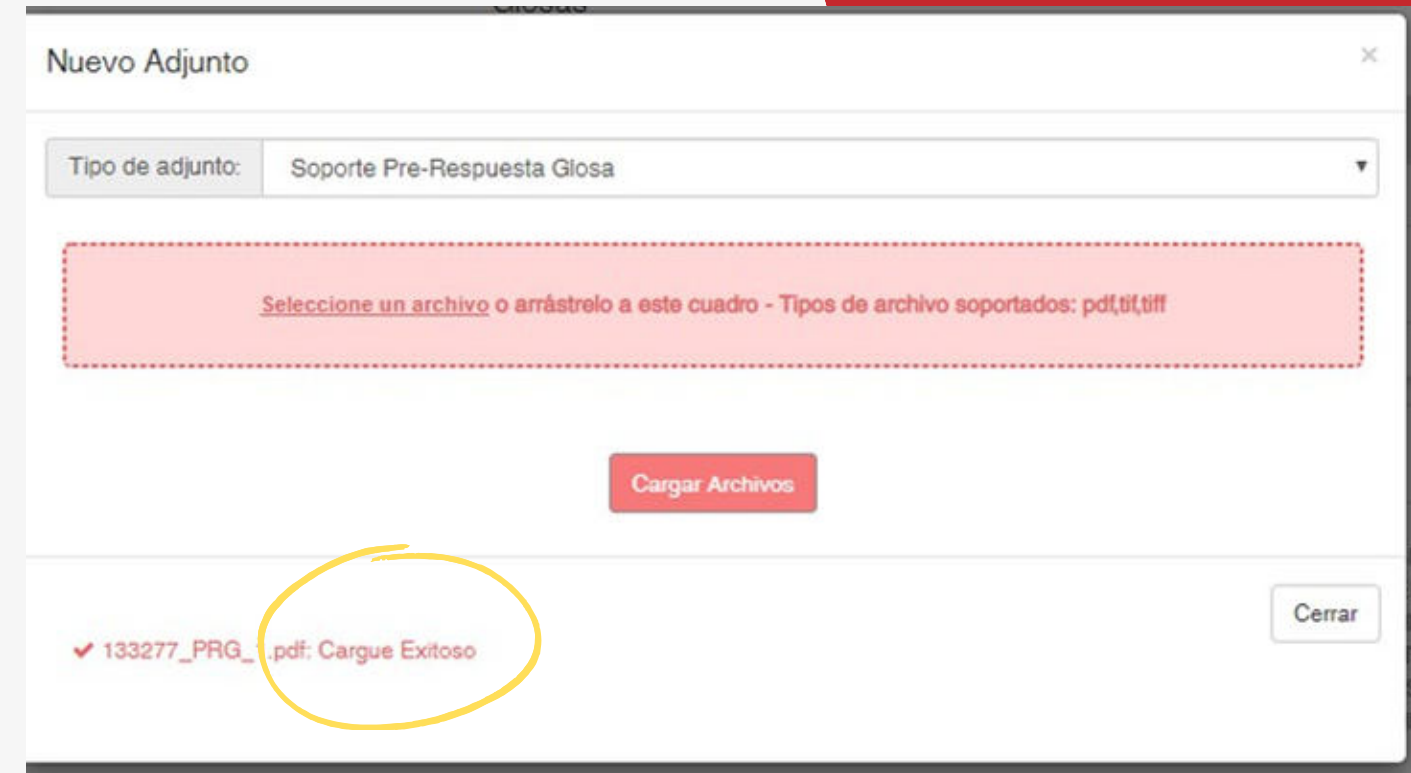 Glosas
Nuevo Adjunto
×
Tipo de adjunto: Soporte Pre-Respuesta Glosa
Seleccione un archivo o arrástrelo a este cuadro - Tipos de archivo soportados: pdf,tif,tiff
Cargar Archivos
Cerrar
133277_PRG_1.pdf: Cargue Exitoso